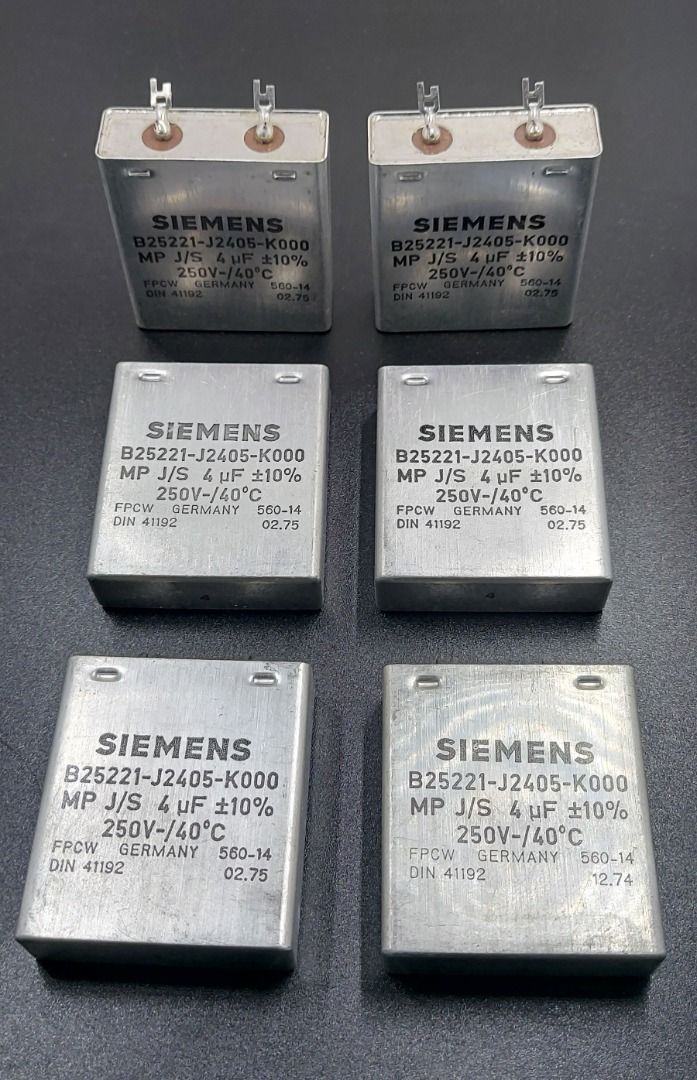 SIEMENS
B25221-J2405-K000
MP J/S 4 µF ±10%
250V-/40°C
FPCW GERMANY 560-14
DIN 41192 02.75
SIEMENS
B25221-J2405-K000
MP J/S 4 µF ±10%
250V-/40°C
FPCW GERMANY 560-14
DIN 41192 02.75
SIEMENS
B25221-J2405-K000
MP J/S 4 µF ±10%
250V-/40°C
FPCW GERMANY 560-14
DIN 41192 02.75
4
SIEMENS
B25221-J2405-K000
MP J/S 4 µF ±10%
250V-/40°C
FPCW GERMANY 560-14
DIN 41192 02.75
4
SIEMENS
B25221-J2405-K000
MP J/S 4 µF ±10%
250V-/40°C
FPCW GERMANY 560-14
DIN 41192 02.75
SIEMENS
B25221-J2405-K000
MP J/S 4 µF ±10%
250V-/40°C
FPCW GERMANY 560-14
DIN 41192 12.74